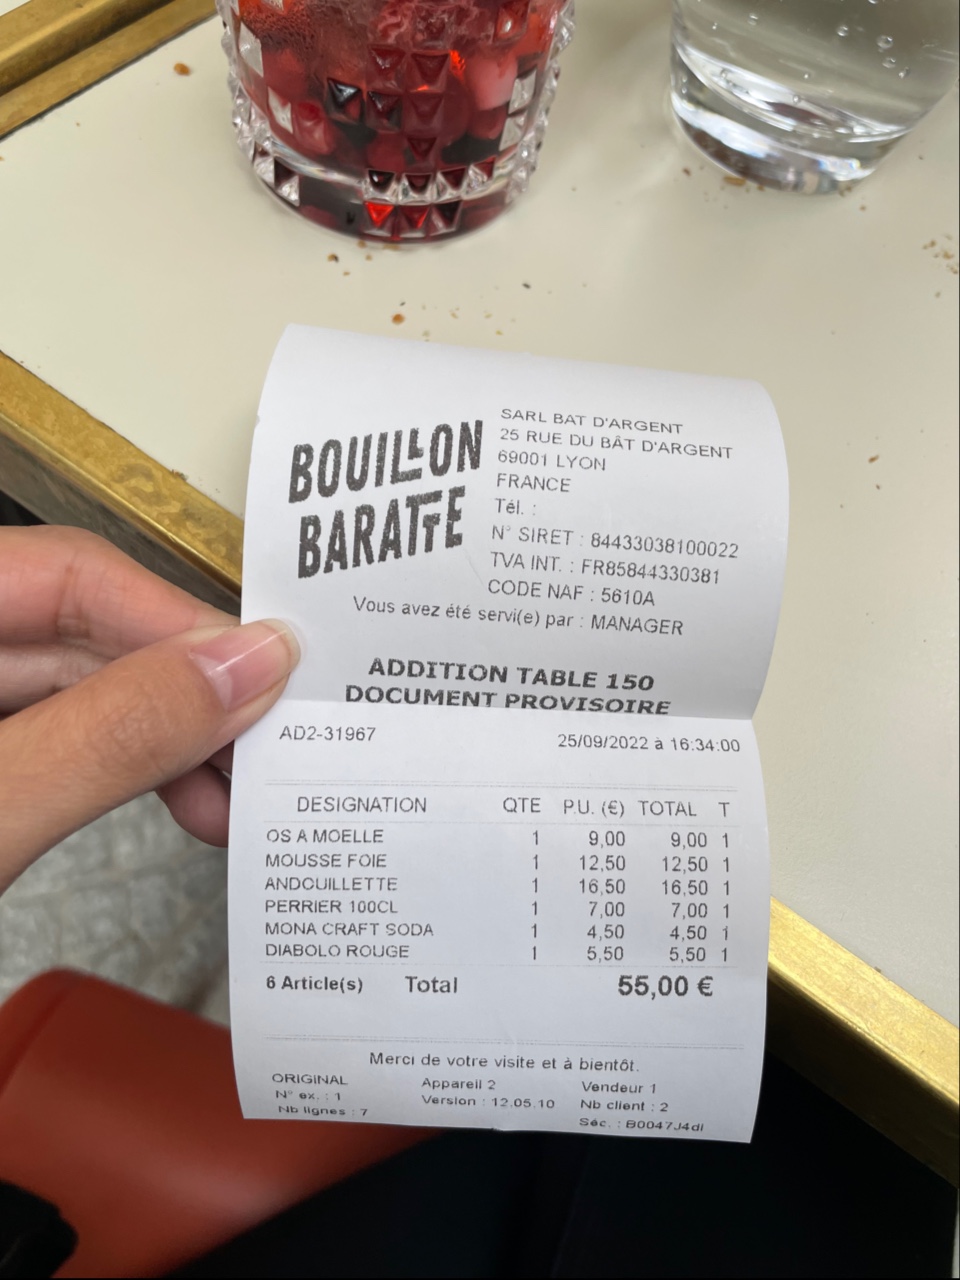 BOUILLON
BARATTE
SARL BAT D'ARGENT
25 RUE DU BÂT D'ARGENT
69001 LYON
FRANCE
Tél. :
N° SIRET : 84433038100022
TVA INT. : FR85844330381
CODE NAF : 5610A
Vous avez été servi(e) par : MANAGER
ADDITION TABLE 150
DOCUMENT PROVISOIRE
AD2-31967 25/09/2022 à 16:34:00
DESIGNATION QTE P.U. (€) TOTAL T
OS A MOELLE 1 9,00 9,00 1
MOUSSE FOIE 1 12,50 12,50 1
ANDOUILLETTE 1 16,50 16,50 1
PERRIER 100CL 1 7,00 7,00 1
MONA CRAFT SODA 1 4,50 4,50 1
DIABOLO ROUGE 1 5,50 5,50 1
6 Article(s) Total 55,00 €
Merci de votre visite et à bientôt.
ORIGINAL Appareil 2 Vendeur 1
N° ex. : 1 Version : 12.05.10 Nb client : 2
Nb lignes : 7 Séc. : B0047J4dl